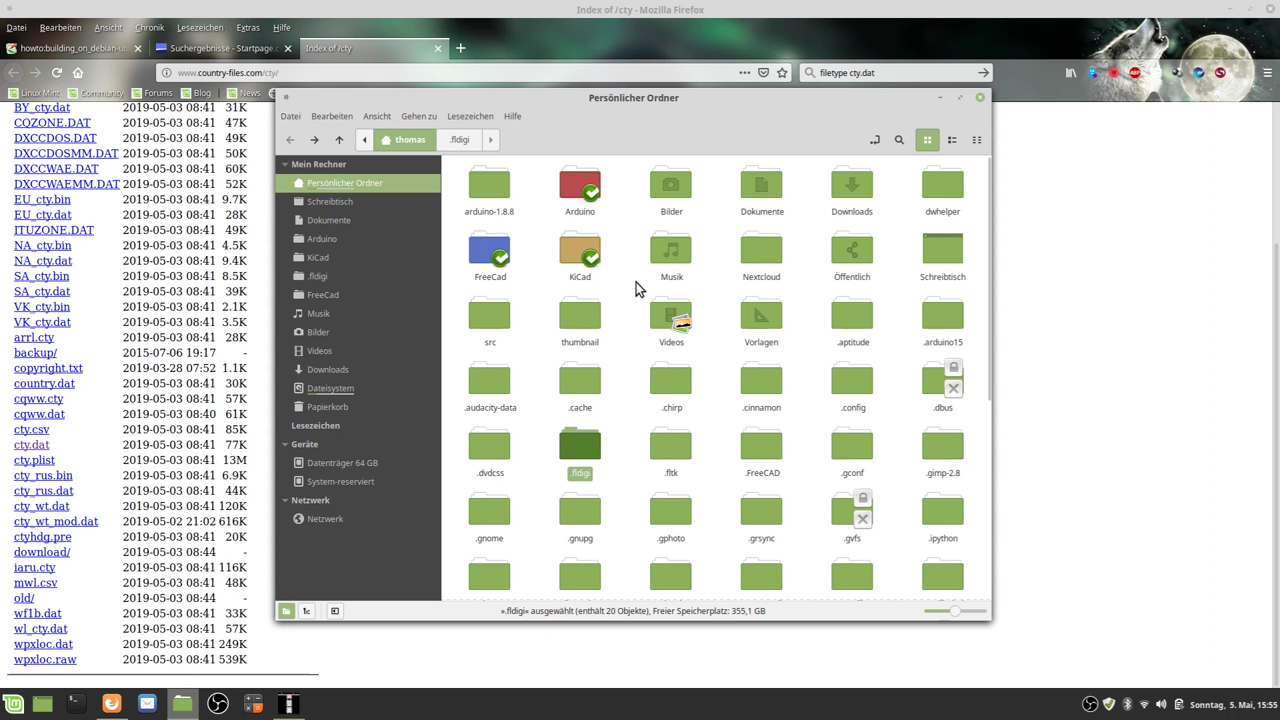 Index of /cty - Mozilla Firefox
Datei Bearbeiten Ansicht Chronik Lesezeichen Extras Hilfe
howto:building_on_debian-ub Suchergebnisse - Startpage.c Index of /cty
www.country-files.com/cty/ filetype cty.dat
Linux Mint Community Forums Blog News
BY_cty.dat 2019-05-03 08:41 31K
CQZONE.DAT 2019-05-03 08:41 47K
DXCCDOS.DAT 2019-05-03 08:41 49K
DXCCDOSMM.DAT 2019-05-03 08:41 50K
DXCCWAE.DAT 2019-05-03 08:41 60K
DXCCWAEMM.DAT 2019-05-03 08:41 52K
EU_cty.bin 2019-05-03 08:41 9.7K
EU_cty.dat 2019-05-03 08:41 28K
ITUZONE.DAT 2019-05-03 08:41 49K
NA_cty.bin 2019-05-03 08:41 4.5K
NA_cty.dat 2019-05-03 08:41 9.4K
SA_cty.bin 2019-05-03 08:41 8.5K
SA_cty.dat 2019-05-03 08:41 28K
VK_cty.bin 2019-05-03 08:41 2.1K
VK_cty.dat 2019-05-03 08:41 3.5K
arrl.cty 2019-05-03 08:41 28K
backup/ 2015-07-06 19:17 -
copyright.txt 2019-03-28 07:52 1.1K
country.dat 2019-05-03 08:41 30K
cqww.cty 2019-05-03 08:41 57K
cqww.dat 2019-05-03 08:40 61K
cty.csv 2019-05-03 08:41 85K
cty.dat 2019-05-03 08:41 77K
cty.plist 2019-05-03 08:41 13M
cty_rus.bin 2019-05-03 08:41 6.9K
cty_rus.dat 2019-05-03 08:41 44K
cty_wt.dat 2019-05-03 08:41 120K
cty_wt_mod.dat 2019-05-02 21:02 616K
ctyhdg.pre 2019-05-03 08:41 20K
download/ 2019-05-03 08:44 -
iaru.cty 2019-05-03 08:41 116K
mwl.csv 2019-05-03 08:41 48K
old/ 2019-05-03 08:44 -
wf1b.dat 2019-05-03 08:41 33K
wl_cty.dat 2019-05-03 08:41 57K
wpxloc.dat 2019-05-03 08:41 249K
wpxloc.raw 2019-05-03 08:41 539K
Persönlicher Ordner
Datei Bearbeiten Ansicht Gehen zu Lesezeichen Hilfe
thomas .fldigi
Mein Rechner
Persönlicher Ordner
Schreibtisch
Dokumente
Arduino
KiCad
.fldigi
FreeCad
Musik
Bilder
Videos
Downloads
Dateisystem
Papierkorb
Lesezeichen
Geräte
Datenträger 64 GB
System-reserviert
Netzwerk
Netzwerk
arduino-1.8.8 Arduino Bilder Dokumente Downloads dwhelper
FreeCad KiCad Musik Nextcloud Öffentlich Schreibtisch
src thumbnail Videos Vorlagen .aptitude .arduino15
.audacity-data .cache .chirp .cinnamon .config .dbus
.dvdcss .fldigi .fltk .FreeCAD .gconf .gimp-2.8
.gnome .gnupg .gphoto .grsync .gvfs .ipython
».fldigi« ausgewählt (enthält 20 Objekte), Freier Speicherplatz: 355,1 GB
Sonntag, 5. Mai, 15:55